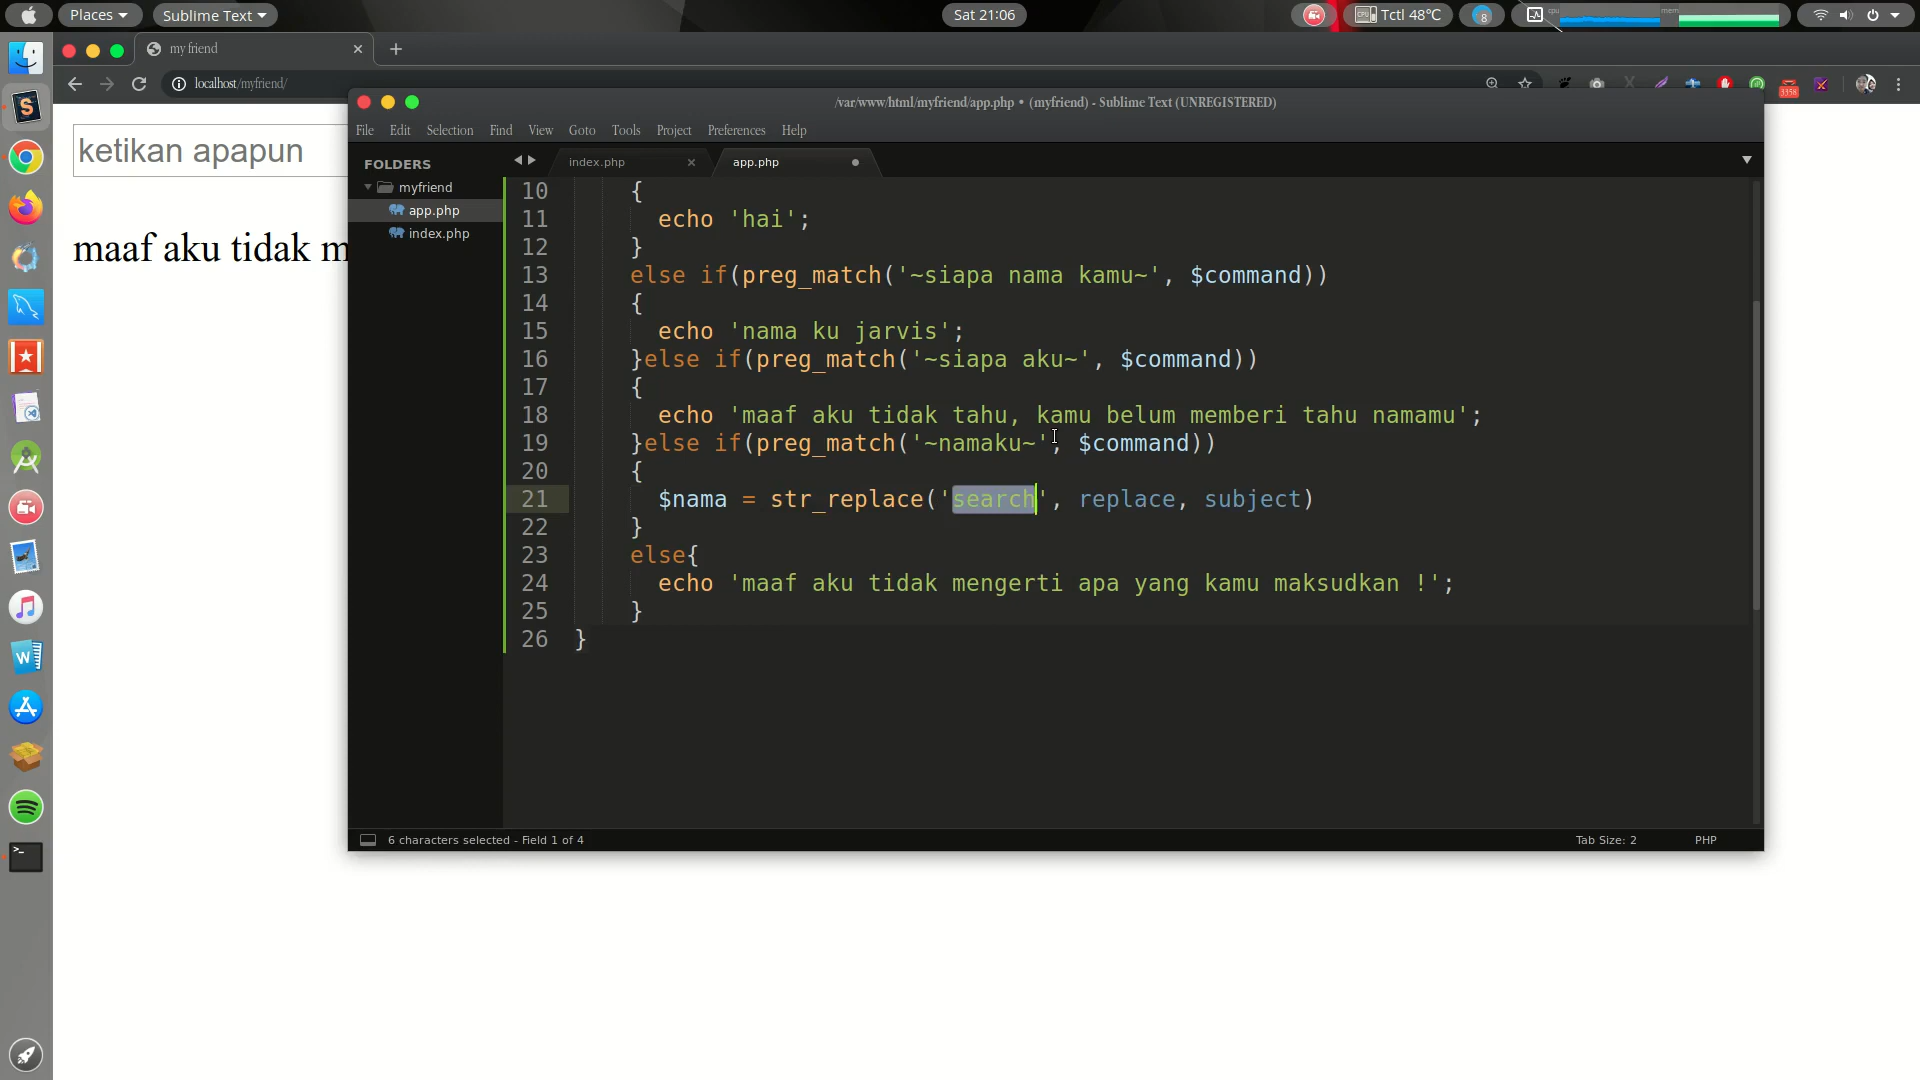 Places
Sublime Text
Sat 21:06
Tctl 48°C
8
cpu
mem
my friend
localhost/myfriend/
3358
/var/www/html/myfriend/app.php • (myfriend) - Sublime Text (UNREGISTERED)
File Edit Selection Find View Goto Tools Project Preferences Help
FOLDERS
myfriend
app.php
index.php
index.php
app.php
ketikan apapun
maaf aku tidak m
10 {
11 echo 'hai';
12 }
13 else if(preg_match('~siapa nama kamu~', $command))
14 {
15 echo 'nama ku jarvis';
16 }else if(preg_match('~siapa aku~', $command))
17 {
18 echo 'maaf aku tidak tahu, kamu belum memberi tahu namamu';
19 }else if(preg_match('~namaku~', $command))
20 {
21 $nama = str_replace('search', replace, subject)
22 }
23 else{
24 echo 'maaf aku tidak mengerti apa yang kamu maksudkan !';
25 }
26 }
6 characters selected - Field 1 of 4
Tab Size: 2
PHP